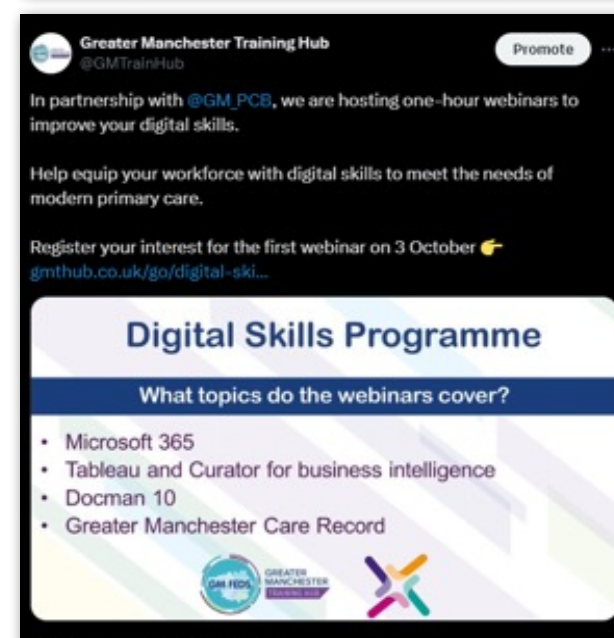 Greater Manchester Training Hub
@GMTrainHub
Promote
In partnership with @GM_PCB, we are hosting one-hour webinars to
improve your digital skills.
Help equip your workforce with digital skills to meet the needs of
modern primary care.
Register your interest for the first webinar on 3 October 👉
gmthub.co.uk/go/digital-ski...
Digital Skills Programme
What topics do the webinars cover?
• Microsoft 365
• Tableau and Curator for business intelligence
• Docman 10
• Greater Manchester Care Record
GM FEDS
GREATER
MANCHESTER
TRAINING HUB